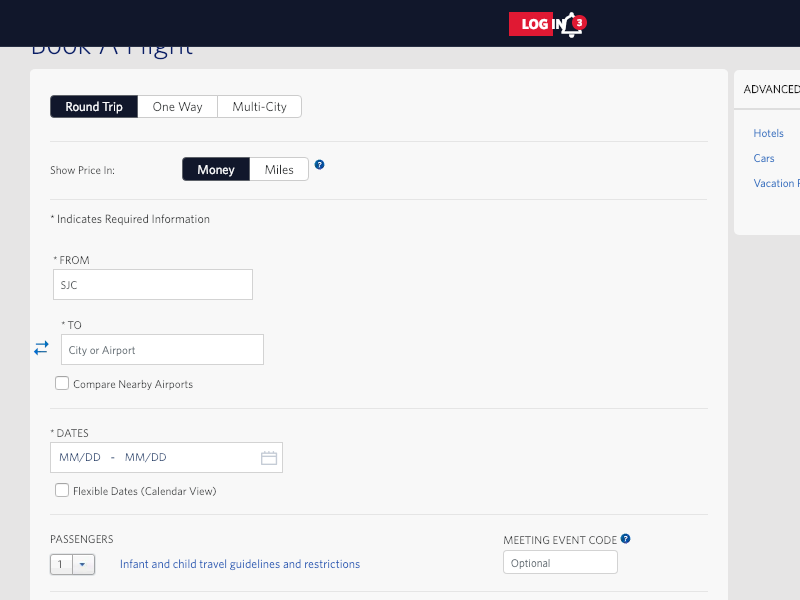 LOG IN 3
Book A Flight
Round Trip One Way Multi-City
ADVANCED
Hotels
Cars
Vacation
Show Price In: Money Miles ?
* Indicates Required Information
* FROM
SJC
* TO
City or Airport
Compare Nearby Airports
* DATES
MM/DD - MM/DD
Flexible Dates (Calendar View)
PASSENGERS
1 Infant and child travel guidelines and restrictions
MEETING EVENT CODE ?
Optional